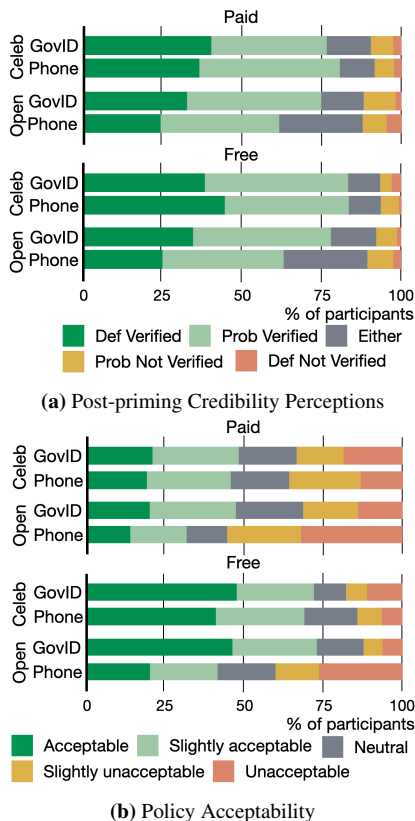 Paid
Celeb
GovID
Phone
Open
GovID
Phone
Free
Celeb
GovID
Phone
Open
GovID
Phone
0 25 50 75 100
% of participants
Def Verified Prob Verified Either
Prob Not Verified Def Not Verified
(a) Post-priming Credibility Perceptions
Paid
Celeb
GovID
Phone
Open
GovID
Phone
Free
Celeb
GovID
Phone
Open
GovID
Phone
0 25 50 75 100
% of participants
Acceptable Slightly acceptable Neutral
Slightly unacceptable Unacceptable
(b) Policy Acceptability